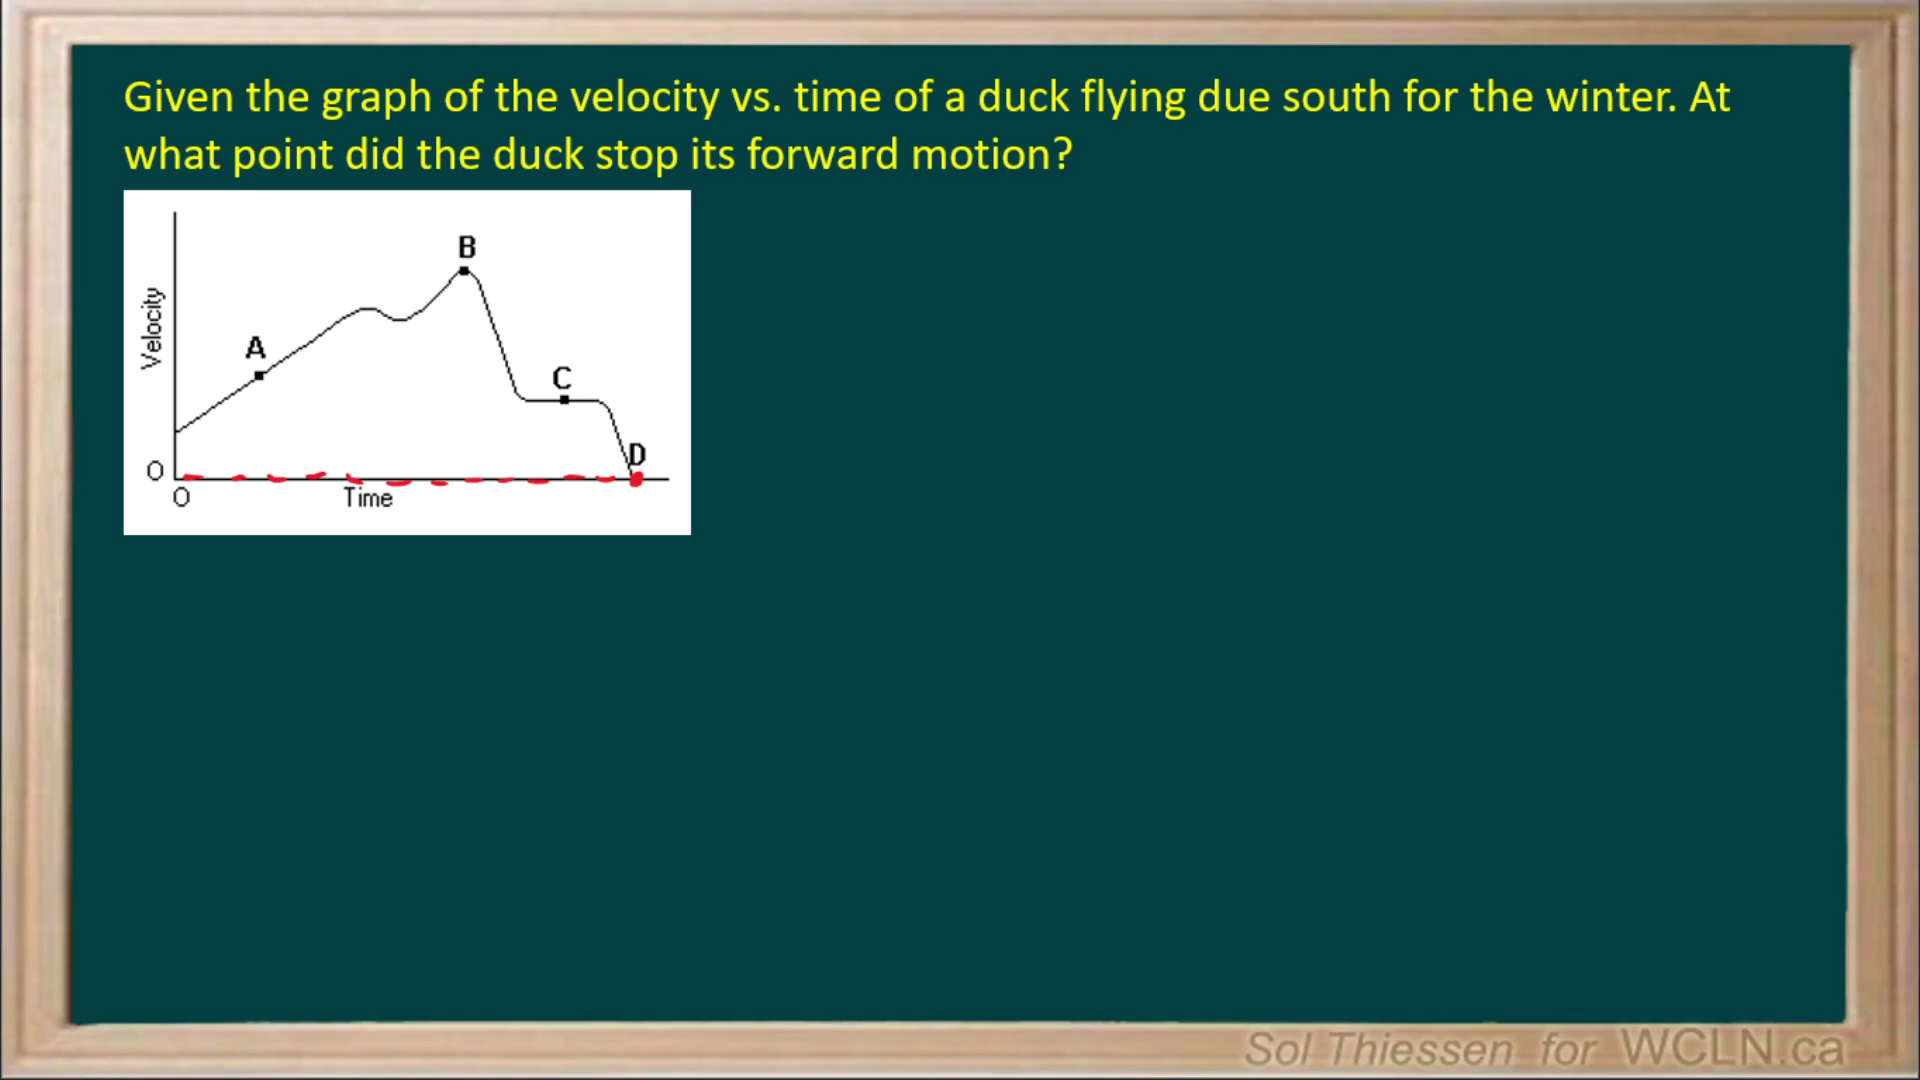 Given the graph of the velocity vs. time of a duck flying due south for the winter. At
what point did the duck stop its forward motion?
B
Velocity
A
C
D
O
O
Time
Sol Thiessen for WCLN.ca